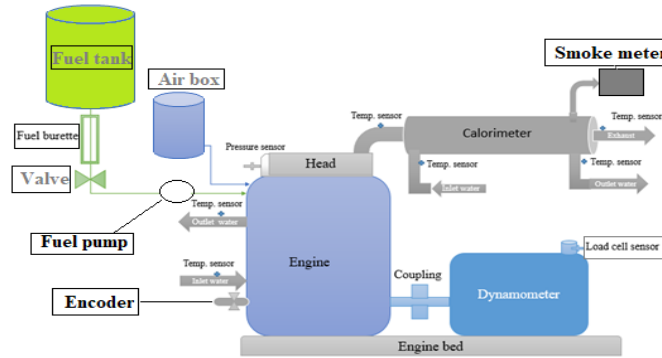 Fuel tank
Air box
Smoke meter
Fuel burette
Temp. sensor
Calorimeter
Temp. sensor
Exhaust
Pressure sensor
Head
Temp. sensor
Inlet water
Temp. sensor
Outlet water
Valve
Temp. sensor
Outlet water
Fuel pump
Temp. sensor
Inlet water
Engine
Load cell sensor
Coupling
Dynamometer
Encoder
Engine bed